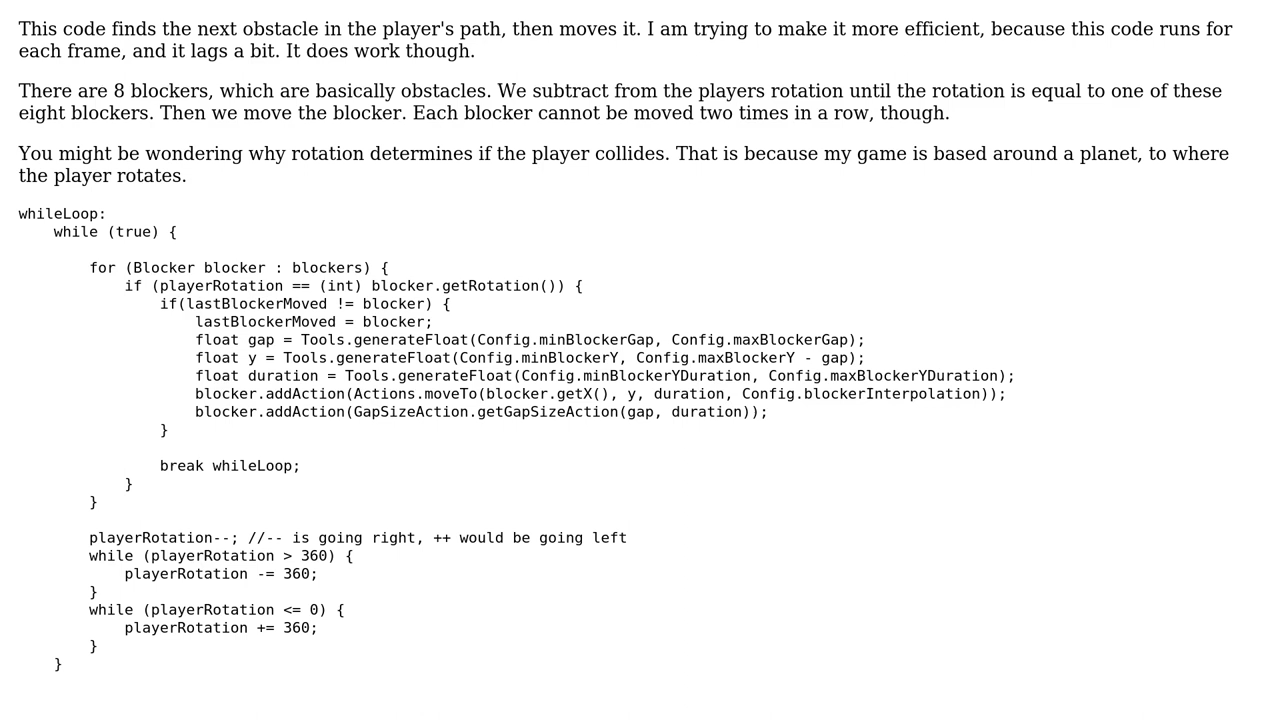 This code finds the next obstacle in the player's path, then moves it. I am trying to make it more efficient, because this code runs for
each frame, and it lags a bit. It does work though.
There are 8 blockers, which are basically obstacles. We subtract from the players rotation until the rotation is equal to one of these
eight blockers. Then we move the blocker. Each blocker cannot be moved two times in a row, though.
You might be wondering why rotation determines if the player collides. That is because my game is based around a planet, to where
the player rotates.
whileLoop:
    while (true) {
        for (Blocker blocker : blockers) {
            if (playerRotation == (int) blocker.getRotation()) {
                if(lastBlockerMoved != blocker) {
                    lastBlockerMoved = blocker;
                    float gap = Tools.generateFloat(Config.minBlockerGap, Config.maxBlockerGap);
                    float y = Tools.generateFloat(Config.minBlockerY, Config.maxBlockerY - gap);
                    float duration = Tools.generateFloat(Config.minBlockerYDuration, Config.maxBlockerYDuration);
                    blocker.addAction(Actions.moveTo(blocker.getX(), y, duration, Config.blockerInterpolation));
                    blocker.addAction(GapSizeAction.getGapSizeAction(gap, duration));
                }
                break whileLoop;
            }
        }
        playerRotation--; //-- is going right, ++ would be going left
        while (playerRotation > 360) {
            playerRotation -= 360;
        }
        while (playerRotation <= 0) {
            playerRotation += 360;
        }
    }